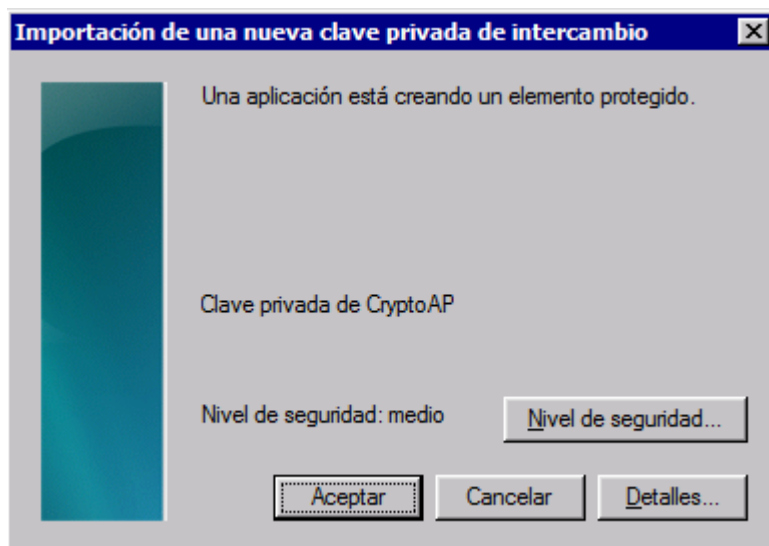 Importación de una nueva clave privada de intercambio
Una aplicación está creando un elemento protegido.
Clave privada de CryptoAP
Nivel de seguridad: medio
Nivel de seguridad...
Aceptar
Cancelar
Detalles...